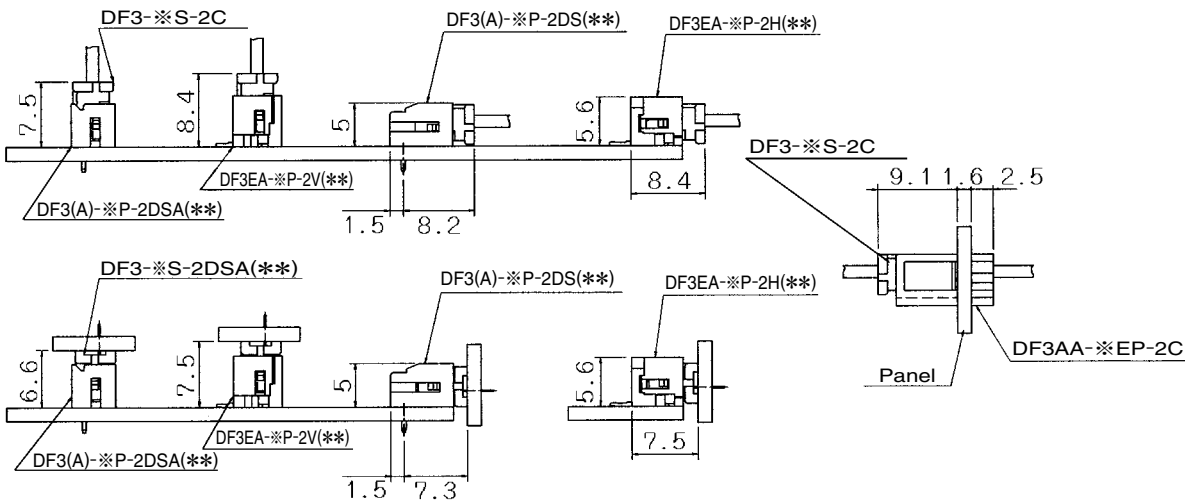 DF3-※S-2C
DF3(A)-※P-2DS(**)
DF3EA-※P-2H(**)
7.5
8.4
5
5.6
8.4
DF3EA-※P-2V(**)
DF3(A)-※P-2DSA(**)
1.5
8.2
DF3-※S-2C
9.1
1.6
2.5
DF3AA-※EP-2C
Panel
DF3-※S-2DSA(**)
DF3(A)-※P-2DS(**)
DF3EA-※P-2H(**)
6.6
7.5
5
5.6
7.5
DF3EA-※P-2V(**)
DF3(A)-※P-2DSA(**)
1.5
7.3